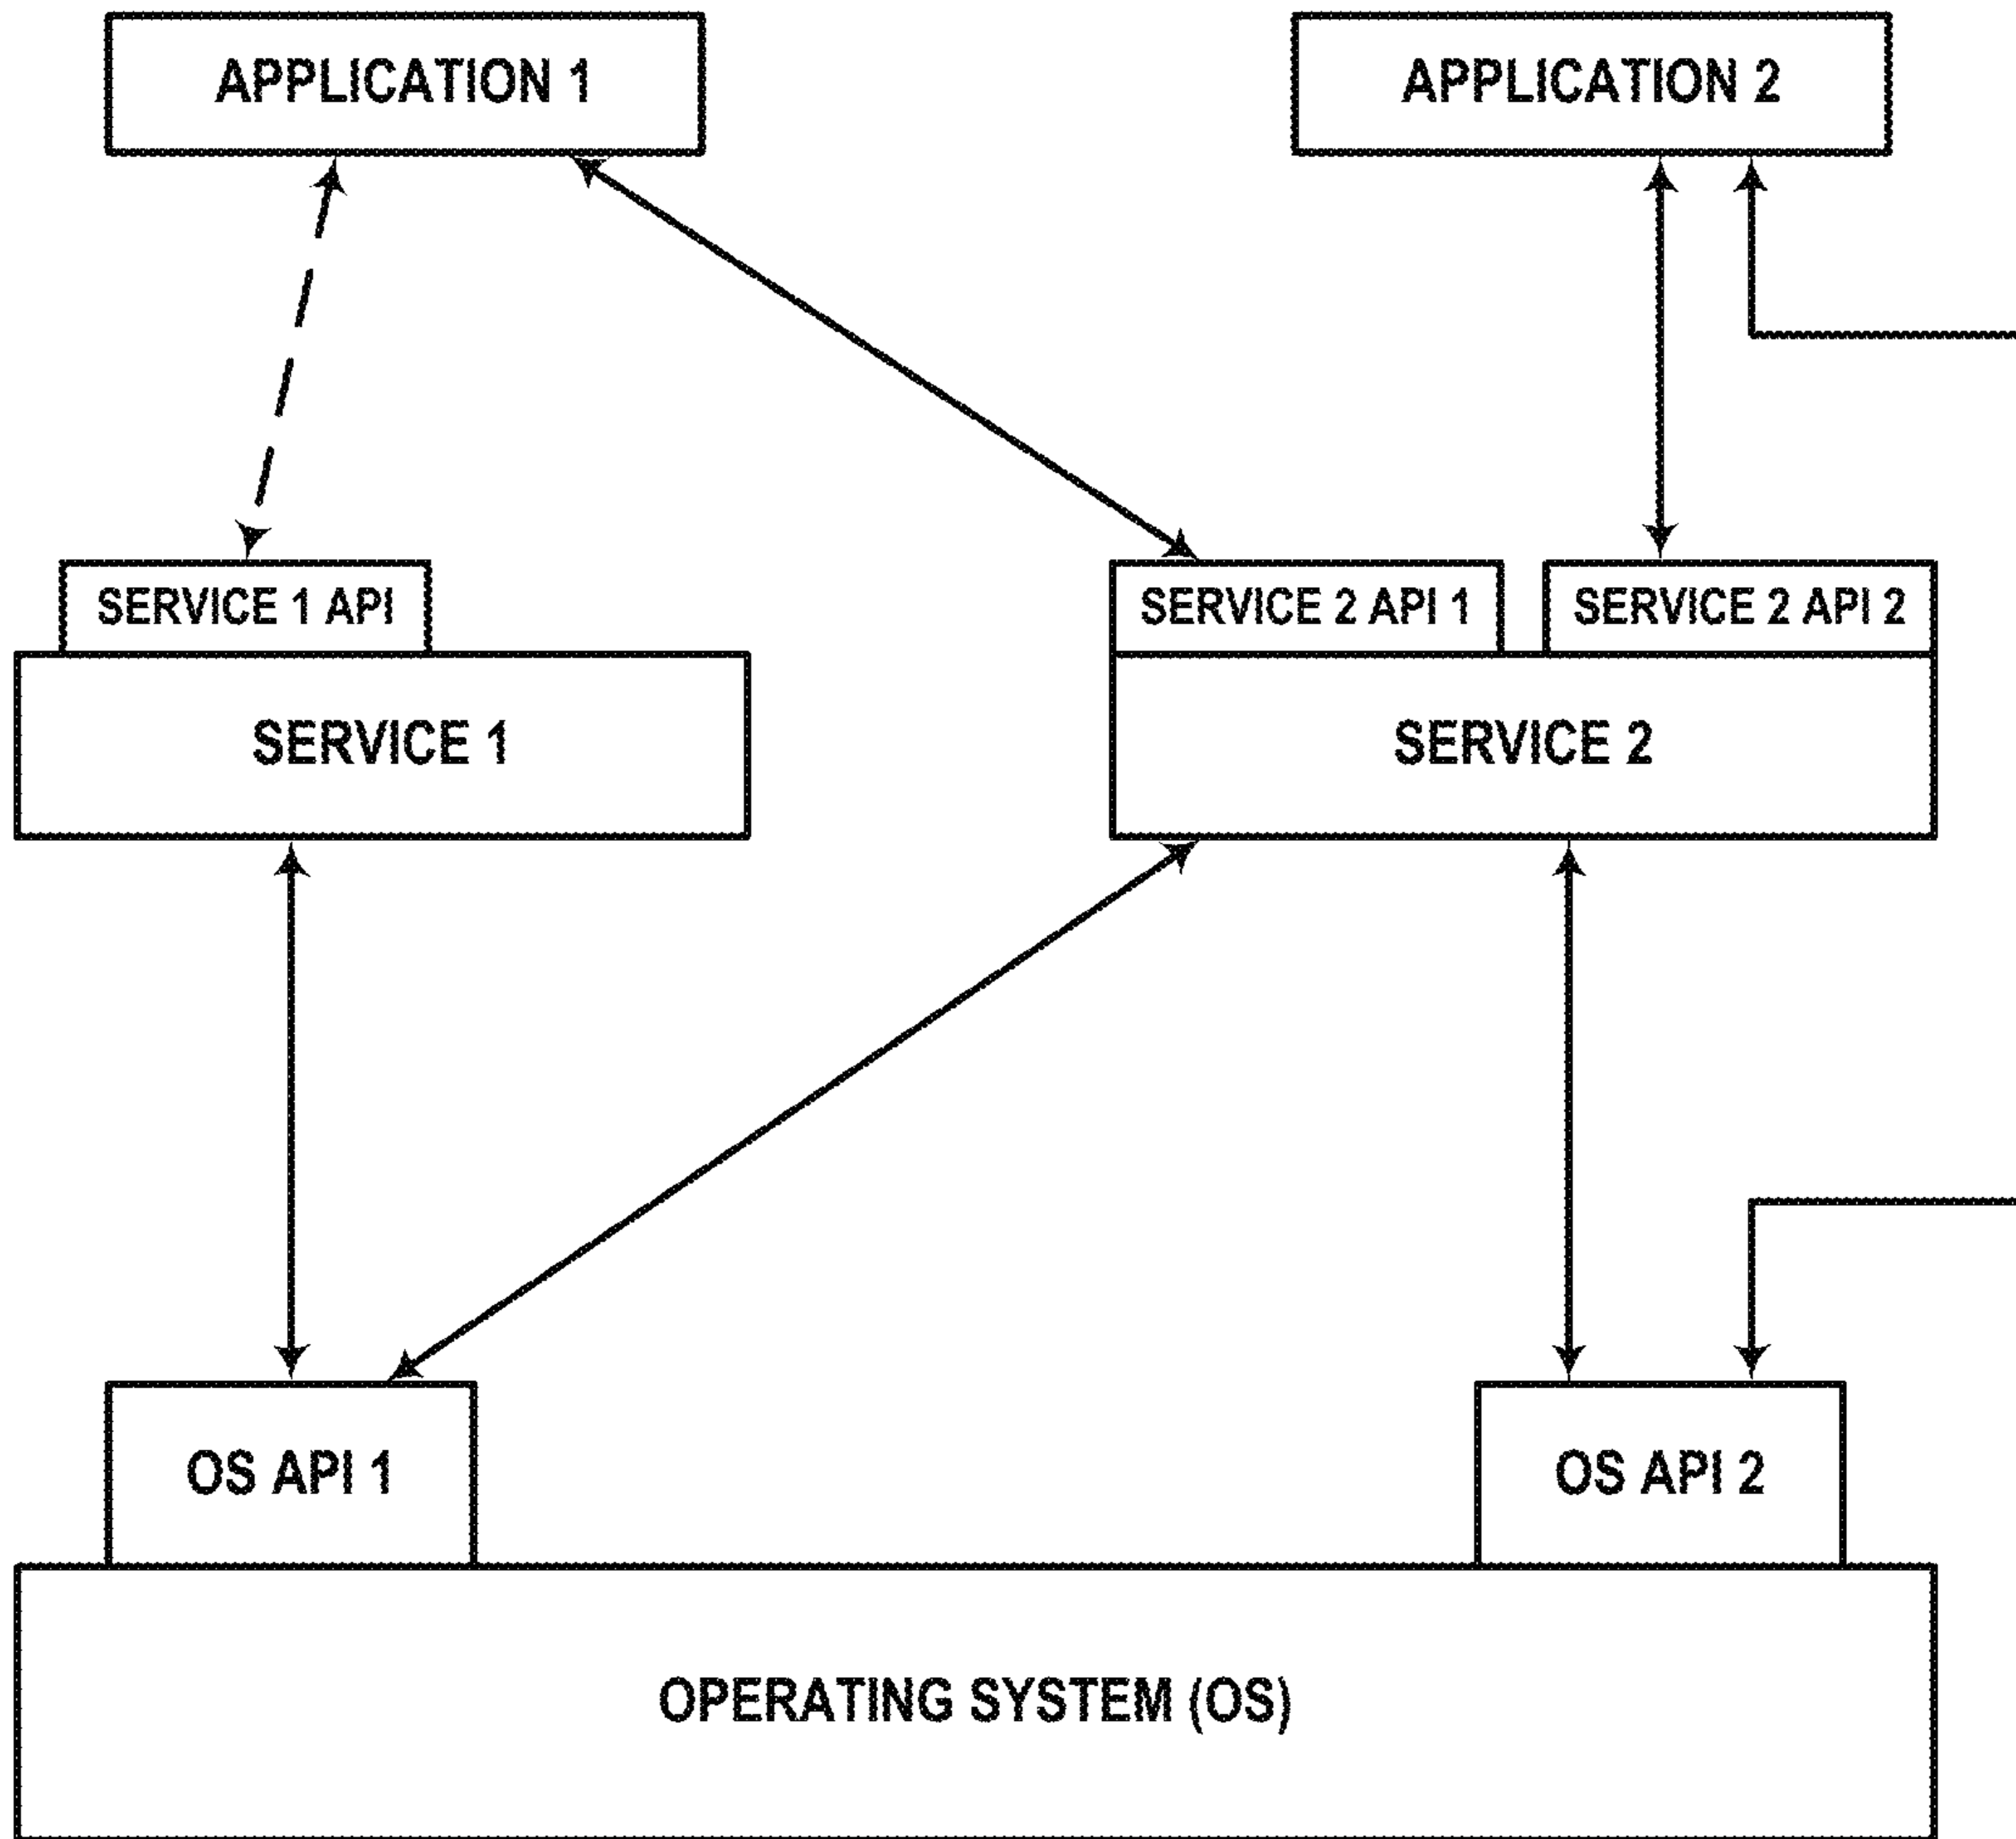 APPLICATION 1
APPLICATION 2
SERVICE 1 API
SERVICE 2 API 1
SERVICE 2 API 2
SERVICE 1
SERVICE 2
OS API 1
OS API 2
OPERATING SYSTEM (OS)